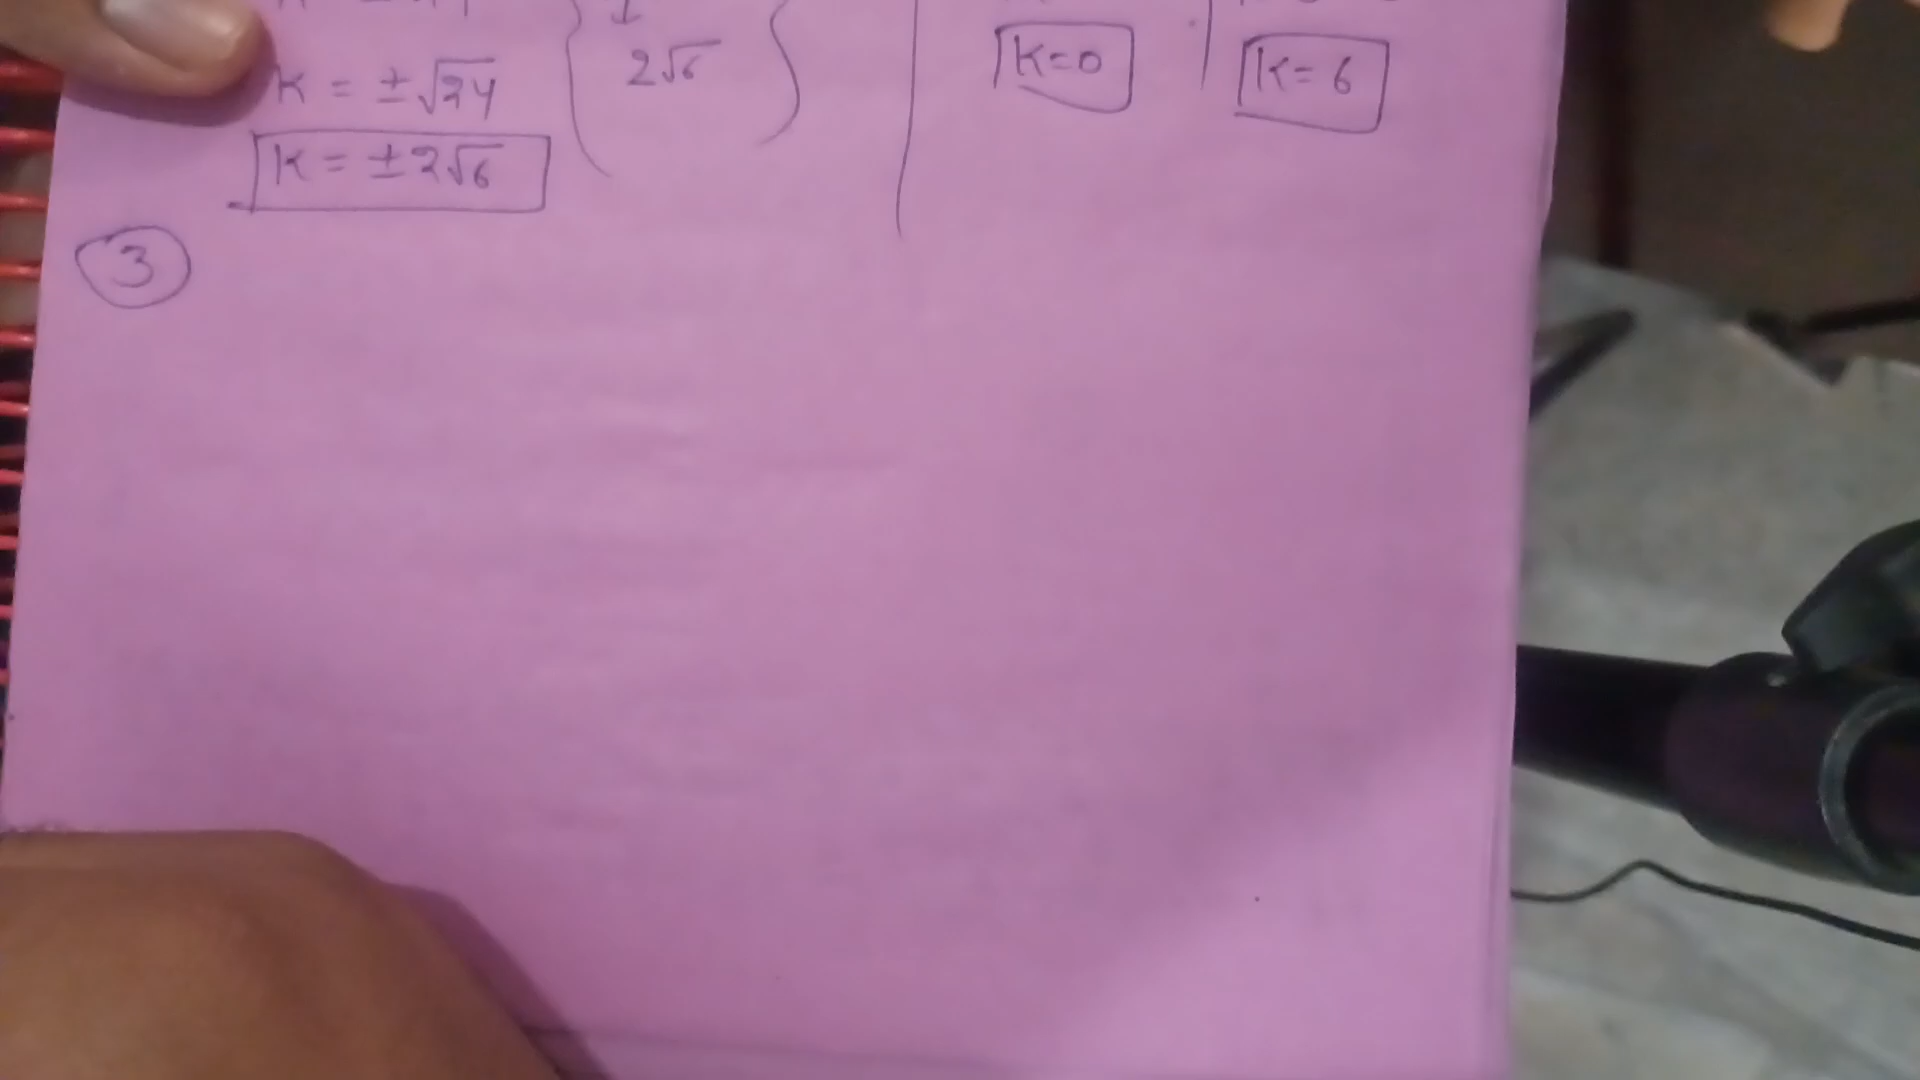 K = ±√24
K = ±2√6
2√6
K=0
K= 6
3